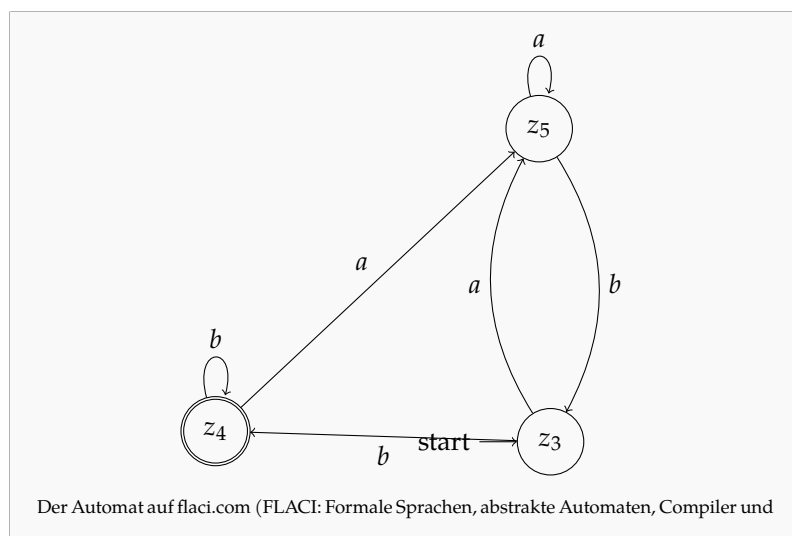 a
z5
a
a
b
b
z4
start
z3
b
Der Automat auf flaci.com (FLACI: Formale Sprachen, abstrakte Automaten, Compiler und